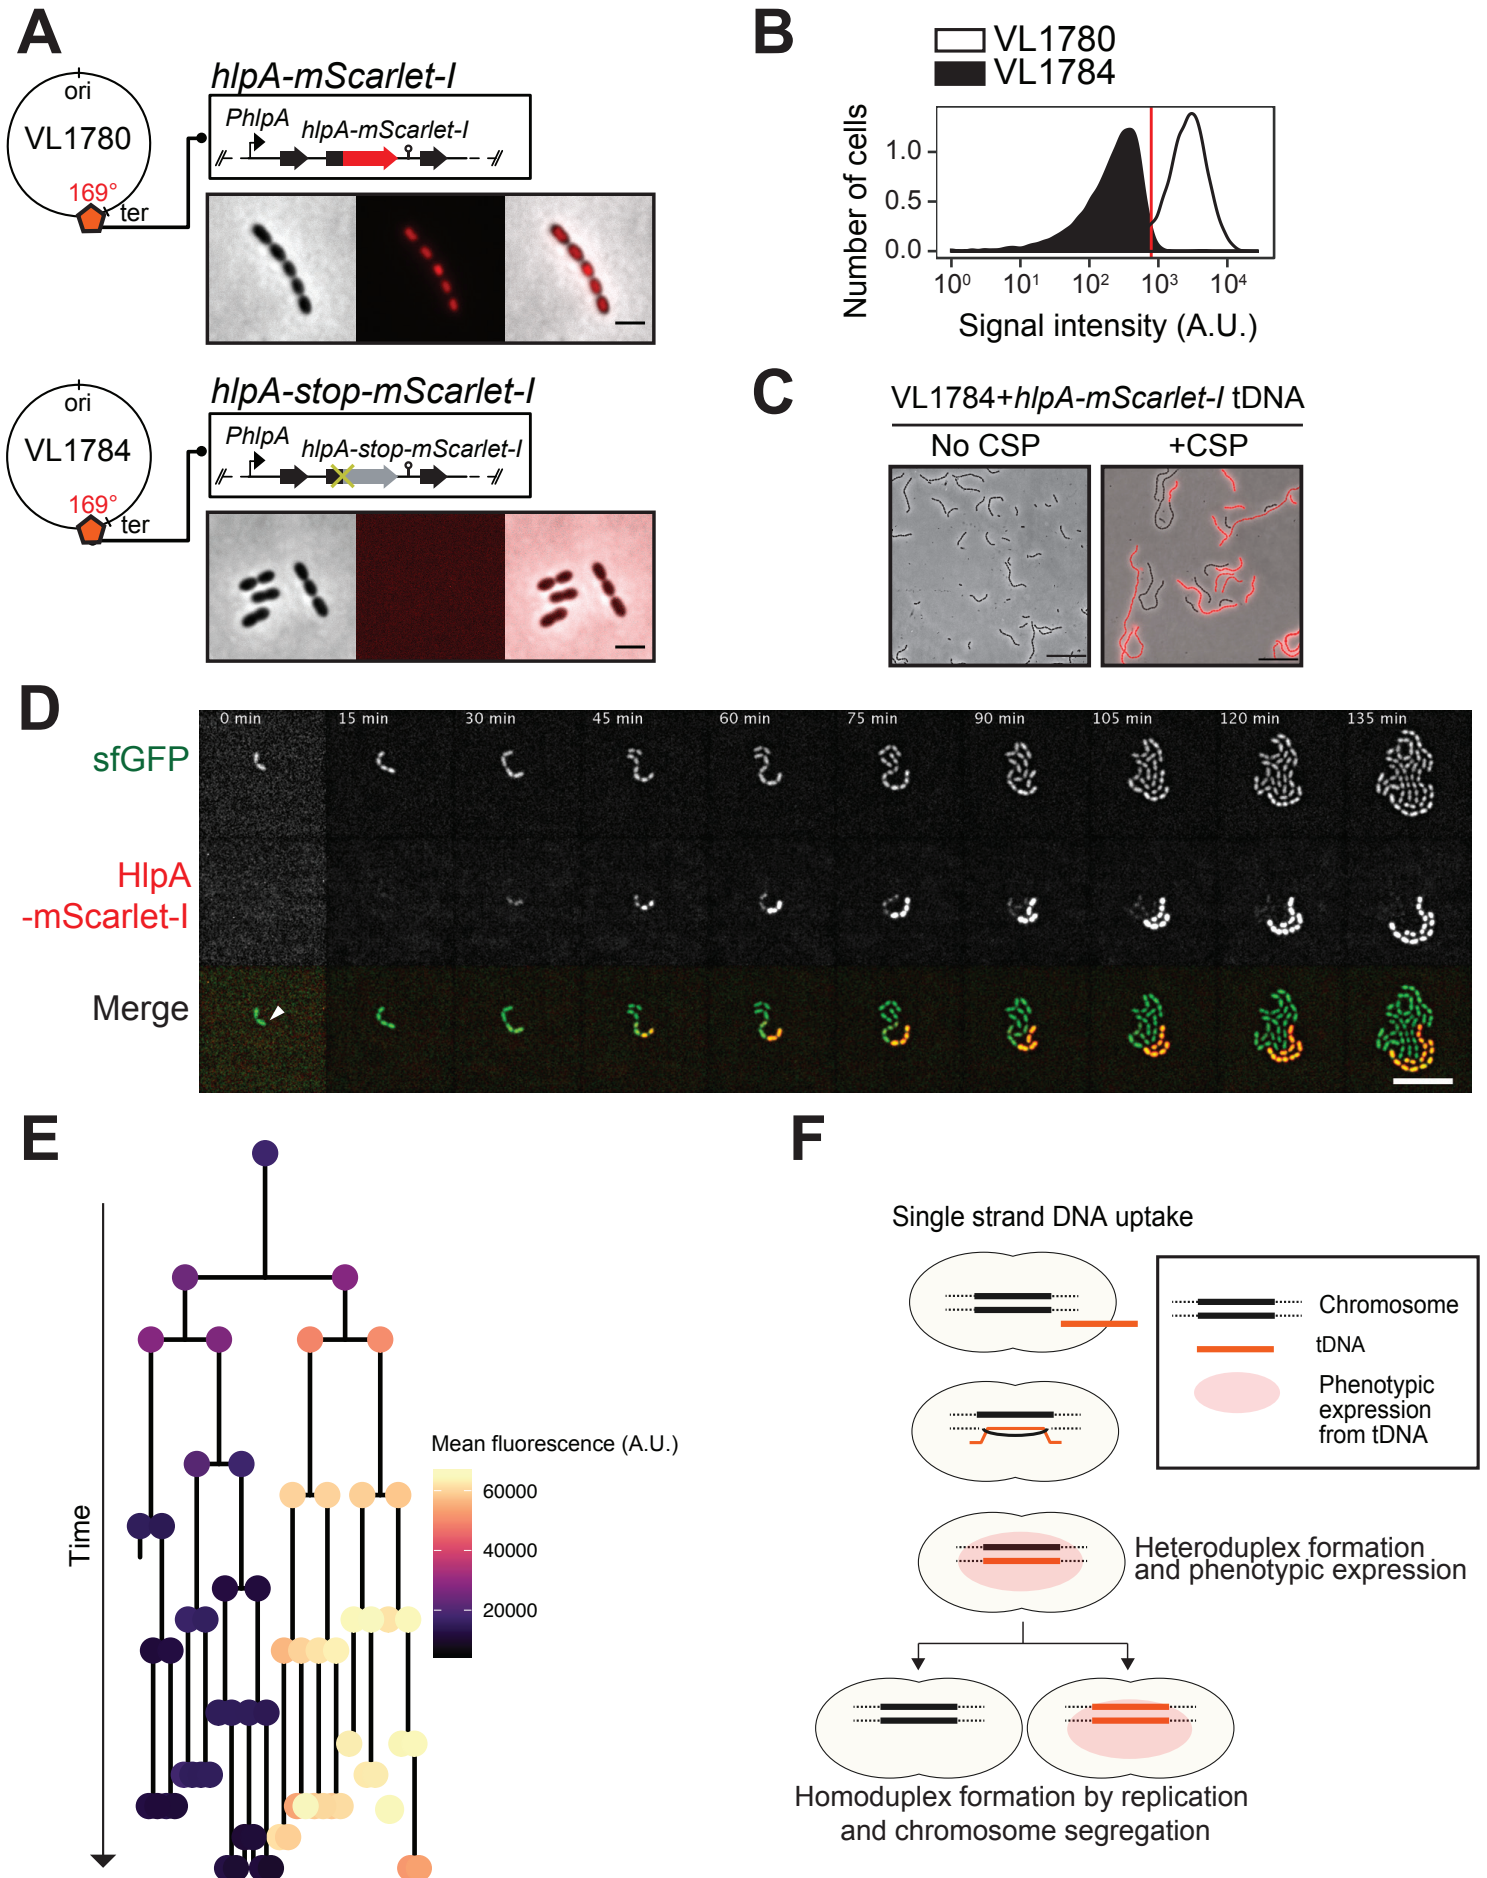 A
ori
VL1780
169°
ter
hlpA-mScarlet-I
PhlpA
hlpA-mScarlet-I
ori
VL1784
169°
ter
hlpA-stop-mScarlet-I
PhlpA
hlpA-stop-mScarlet-I
B
VL1780
VL1784
Number of cells
1.0
0.5
0.0
10⁰ 10¹ 10² 10³ 10⁴
Signal intensity (A.U.)
C
VL1784+hlpA-mScarlet-I tDNA
No CSP
+CSP
D
0 min 15 min 30 min 45 min 60 min 75 min 90 min 105 min 120 min 135 min
sfGFP
HlpA
-mScarlet-I
Merge
E
Time
Mean fluorescence (A.U.)
60000
40000
20000
F
Single strand DNA uptake
Chromosome
tDNA
Phenotypic
expression
from tDNA
Heteroduplex formation
and phenotypic expression
Homoduplex formation by replication
and chromosome segregation